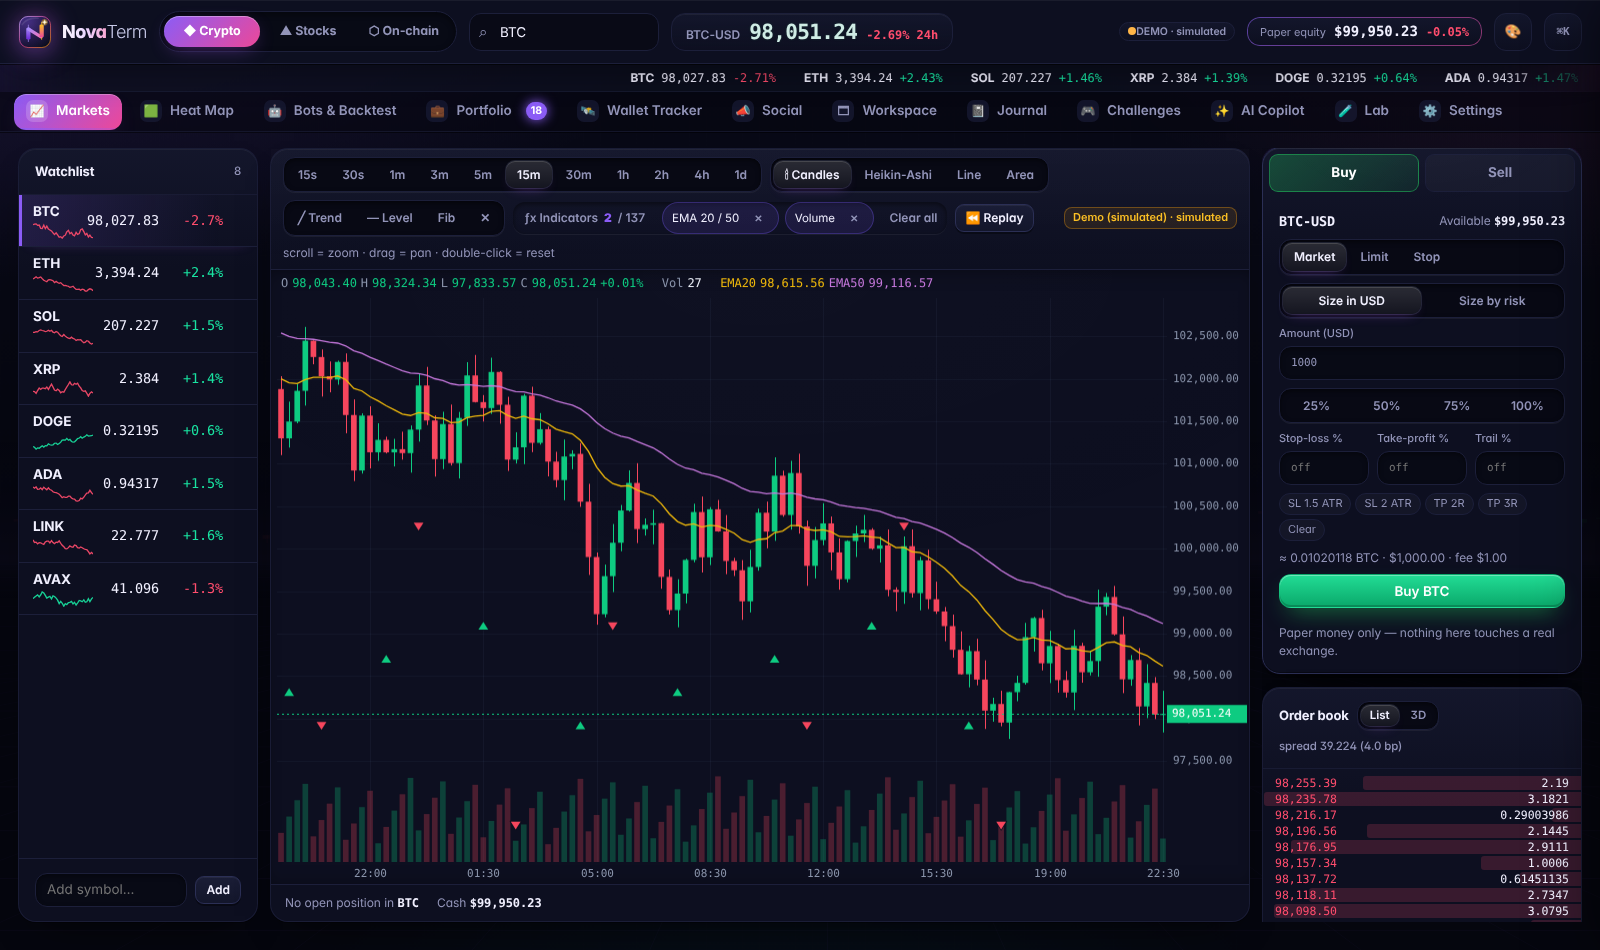 NovaTerm
Crypto
Stocks
On-chain
BTC
BTC-USD 98,051.24 -2.69% 24h
DEMO · simulated
Paper equity $99,950.23 -0.05%
⌘K
BTC 98,027.83 -2.71% ETH 3,394.24 +2.43% SOL 207.227 +1.46% XRP 2.384 +1.39% DOGE 0.32195 +0.64% ADA 0.94317 +1.47%
Markets
Heat Map
Bots & Backtest
Portfolio 18
Wallet Tracker
Social
Workspace
Journal
Challenges
AI Copilot
Lab
Settings
Watchlist 8
BTC 98,027.83 -2.7%
ETH 3,394.24 +2.4%
SOL 207.227 +1.5%
XRP 2.384 +1.4%
DOGE 0.32195 +0.6%
ADA 0.94317 +1.5%
LINK 22.777 +1.6%
AVAX 41.096 -1.3%
Add symbol...
Add
15s 30s 1m 3m 5m 15m 30m 1h 2h 4h 1d
Candles Heikin-Ashi Line Area
Trend Level Fib ✕
ƒx Indicators 2 / 137
EMA 20 / 50 ×
Volume ×
Clear all
Replay
Demo (simulated) · simulated
scroll = zoom · drag = pan · double-click = reset
O 98,043.40 H 98,324.34 L 97,833.57 C 98,051.24 +0.01% Vol 27 EMA20 98,615.56 EMA50 99,116.57
102,500.00
102,000.00
101,500.00
101,000.00
100,500.00
100,000.00
99,500.00
99,000.00
98,500.00
98,051.24
97,500.00
22:00 01:30 05:00 08:30 12:00 15:30 19:00 22:30
No open position in BTC Cash $99,950.23
Buy
Sell
BTC-USD Available $99,950.23
Market Limit Stop
Size in USD Size by risk
Amount (USD)
1000
25% 50% 75% 100%
Stop-loss % Take-profit % Trail %
off off off
SL 1.5 ATR SL 2 ATR TP 2R TP 3R
Clear
≈ 0.01020118 BTC · $1,000.00 · fee $1.00
Buy BTC
Paper money only — nothing here touches a real
exchange.
Order book List 3D
spread 39.224 (4.0 bp)
98,255.39 2.19
98,235.78 3.1821
98,216.17 0.29003986
98,196.56 2.1445
98,176.95 2.9111
98,157.34 1.0006
98,137.72 0.61451135
98,118.11 2.7347
98,098.50 3.0795